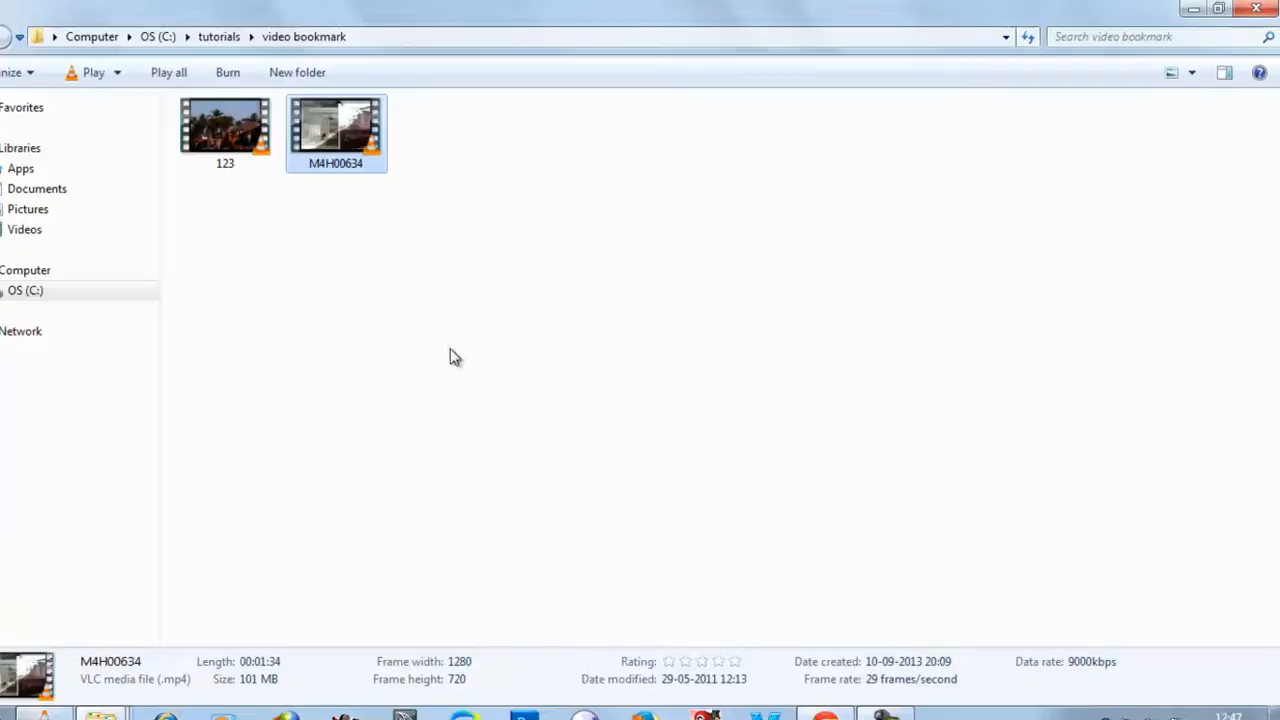 Computer OS (C:) tutorials video bookmark
Search video bookmark
nize Play Play all Burn New folder
Favorites
Libraries
Apps
Documents
Pictures
Videos
Computer
OS (C:)
Network
123
M4H00634
M4H00634 Length: 00:01:34 Frame width: 1280 Rating: Date created: 10-09-2013 20:09 Data rate: 9000kbps
VLC media file (.mp4) Size: 101 MB Frame height: 720 Date modified: 29-05-2011 12:13 Frame rate: 29 frames/second
12:47